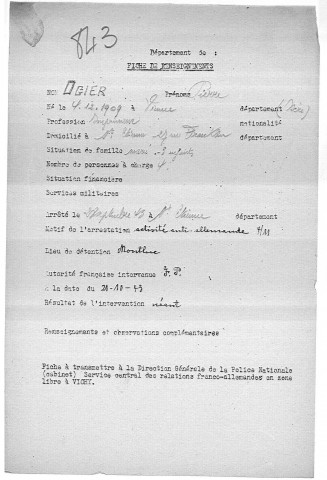 843
Département de :
FICHE DE RENSEIGNEMENTS
NOM OGIER Prénoms Pierre
Né le 4.12.1909 à département (Isère)
Profession Imprimeur nationalité
Domicilié à St Etienne département
Situation de famille marié - 3 enfants
Nombre de personnes à charge 4.
Situation financière
Services militaires
Arrêté le Septembre 43 à St Etienne département
Motif de l'arrestation activité anti-allemande
Lieu de détention Montluc
Autorité française intervenue
à la date du 20-10-43
Résultat de l'intervention néant
Renseignements et observations complémentaires
Fiche à transmettre à la Direction Générale de la Police Nationale
(cabinet) Service central des relations franco-allemandes en zone
libre à VICHY.